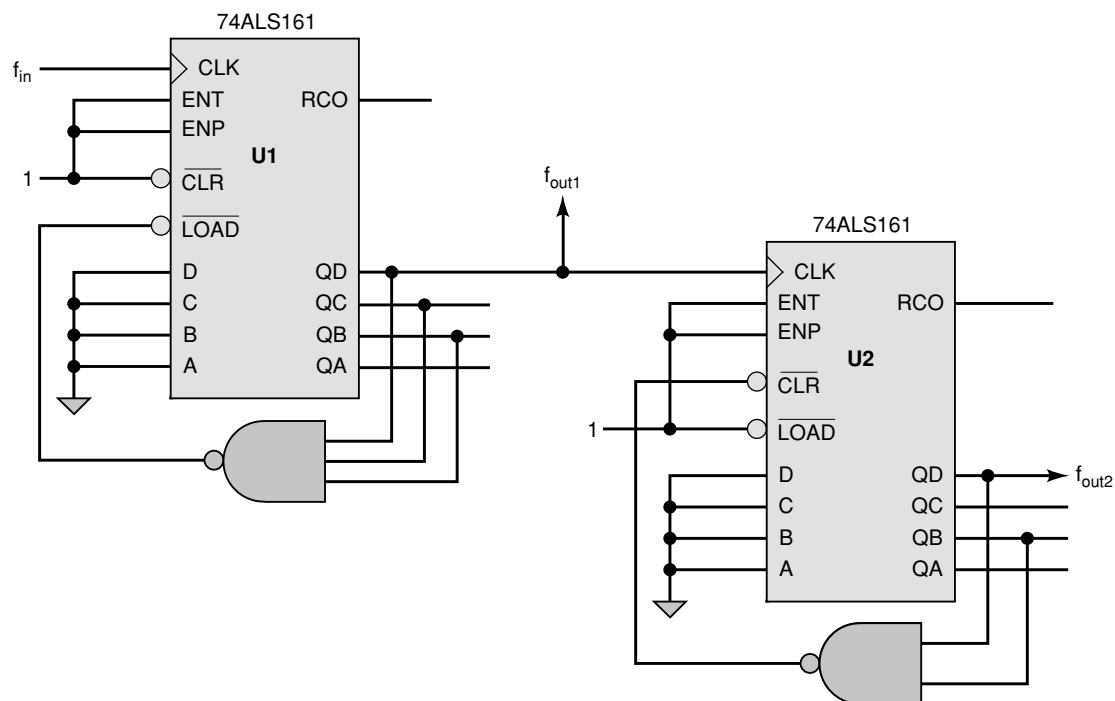 74ALS161
f_in
CLK
ENT
RCO
ENP
U1
1
CLR
LOAD
D
QD
C
QC
B
QB
A
QA
f_out1
74ALS161
CLK
ENT
RCO
ENP
U2
CLR
1
LOAD
D
QD
f_out2
C
QC
B
QB
A
QA